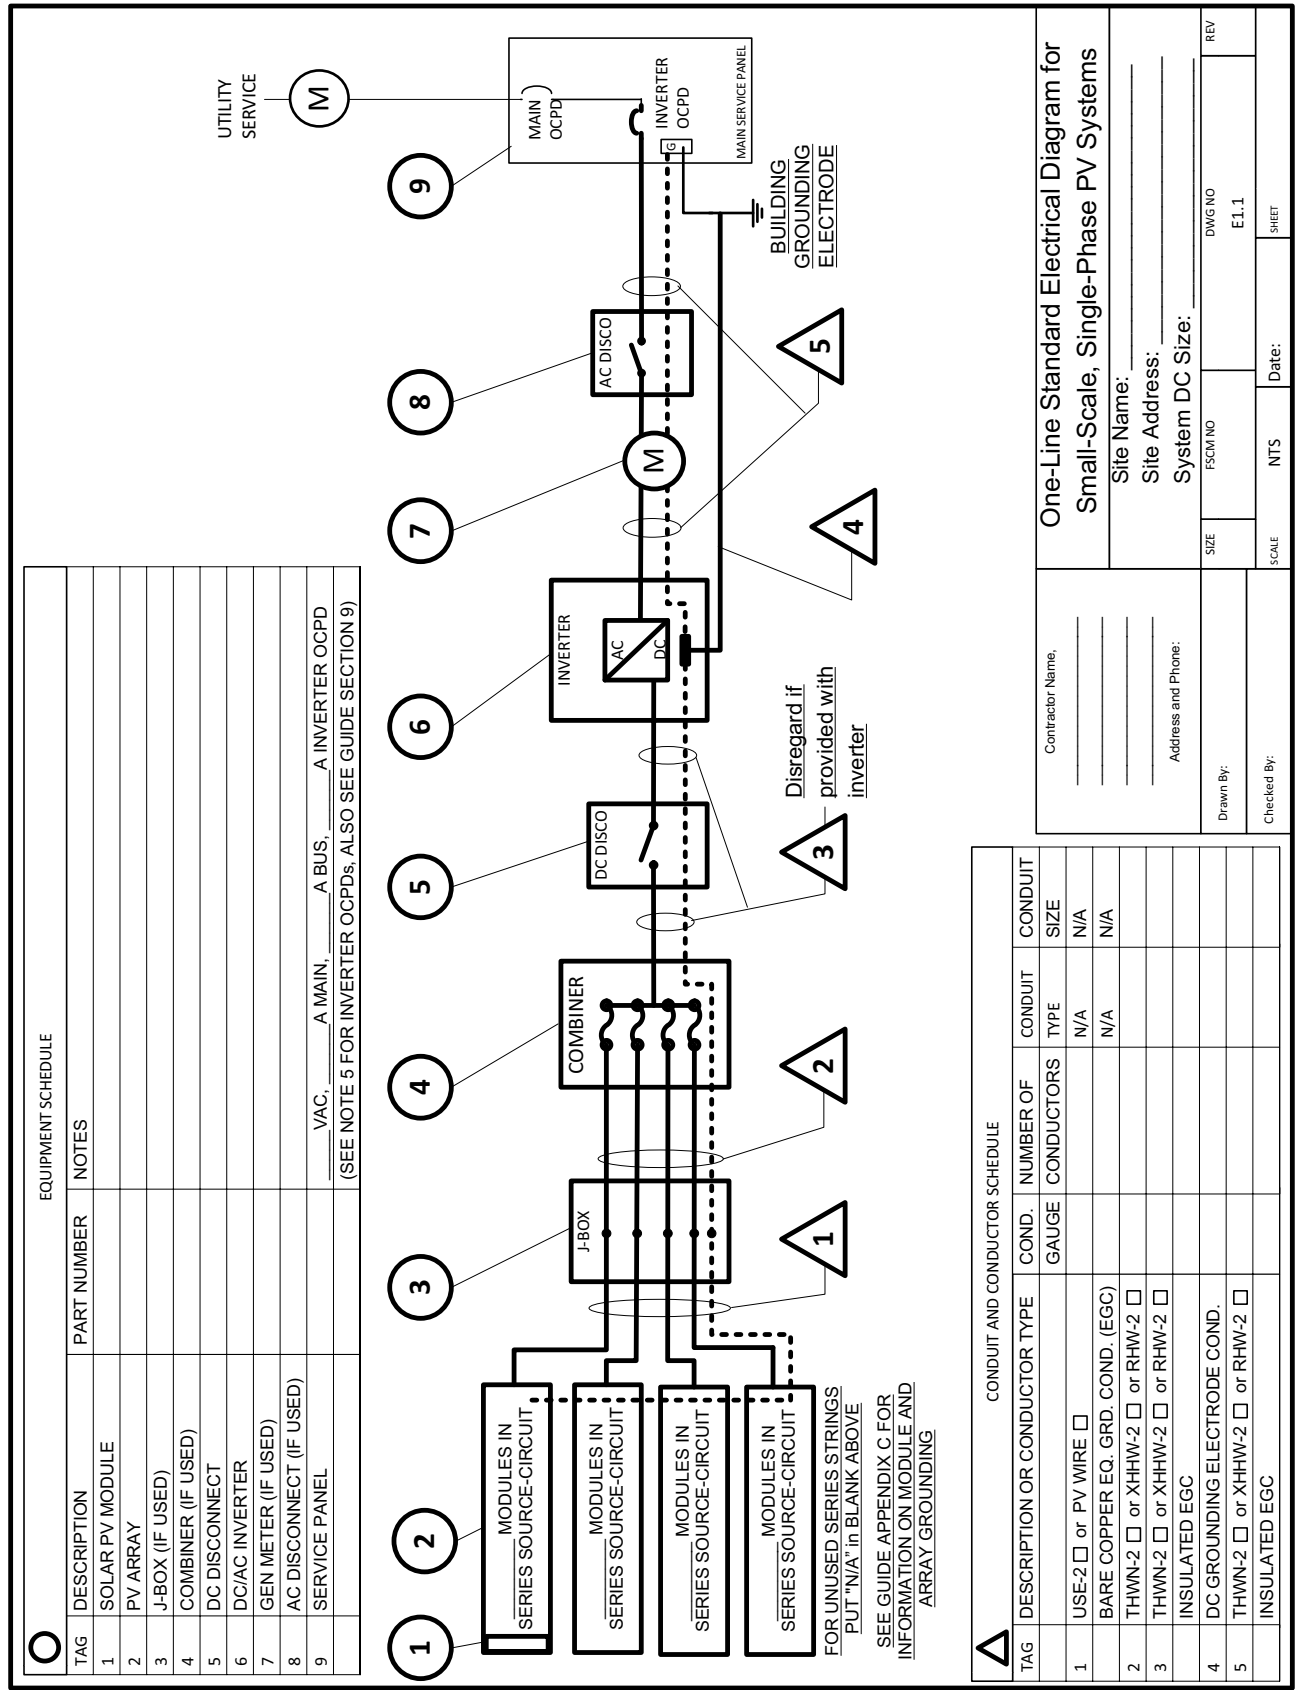 EQUIPMENT SCHEDULE
TAG DESCRIPTION PART NUMBER NOTES
1 SOLAR PV MODULE
2 PV ARRAY
3 J-BOX (IF USED)
4 COMBINER (IF USED)
5 DC DISCONNECT
6 DC/AC INVERTER
7 GEN METER (IF USED)
8 AC DISCONNECT (IF USED)
9 SERVICE PANEL _____ VAC, _____ A MAIN, _____ A BUS, _____ A INVERTER OCPD
(SEE NOTE 5 FOR INVERTER OCPDs, ALSO SEE GUIDE SECTION 9)
UTILITY
SERVICE
M
1
2
3
4
5
6
7
8
9
_____ MODULES IN
SERIES SOURCE-CIRCUIT
_____ MODULES IN
SERIES SOURCE-CIRCUIT
_____ MODULES IN
SERIES SOURCE-CIRCUIT
_____ MODULES IN
SERIES SOURCE-CIRCUIT
J-BOX
COMBINER
DC DISCO
INVERTER
AC
DC
M
AC DISCO
MAIN
OCPD
INVERTER
OCPD
G
MAIN SERVICE PANEL
BUILDING
GROUNDING
ELECTRODE
1
2
3
4
5
Disregard if
provided with
inverter
FOR UNUSED SERIES STRINGS
PUT "N/A" in BLANK ABOVE
SEE GUIDE APPENDIX C FOR
INFORMATION ON MODULE AND
ARRAY GROUNDING
CONDUIT AND CONDUCTOR SCHEDULE
TAG DESCRIPTION OR CONDUCTOR TYPE COND. GAUGE NUMBER OF CONDUCTORS CONDUIT TYPE CONDUIT SIZE
1 USE-2 ☐ or PV WIRE ☐ N/A N/A
BARE COPPER EQ. GRD. COND. (EGC) N/A N/A
2 THWN-2 ☐ or XHHW-2 ☐ or RHW-2 ☐
3 THWN-2 ☐ or XHHW-2 ☐ or RHW-2 ☐
INSULATED EGC
4 DC GROUNDING ELECTRODE COND.
5 THWN-2 ☐ or XHHW-2 ☐ or RHW-2 ☐
INSULATED EGC
Contractor Name,
Address and Phone:
Drawn By:
Checked By:
One-Line Standard Electrical Diagram for
Small-Scale, Single-Phase PV Systems
Site Name:
Site Address:
System DC Size:
SIZE FSCM NO DWG NO REV
E1.1
SCALE NTS Date: SHEET